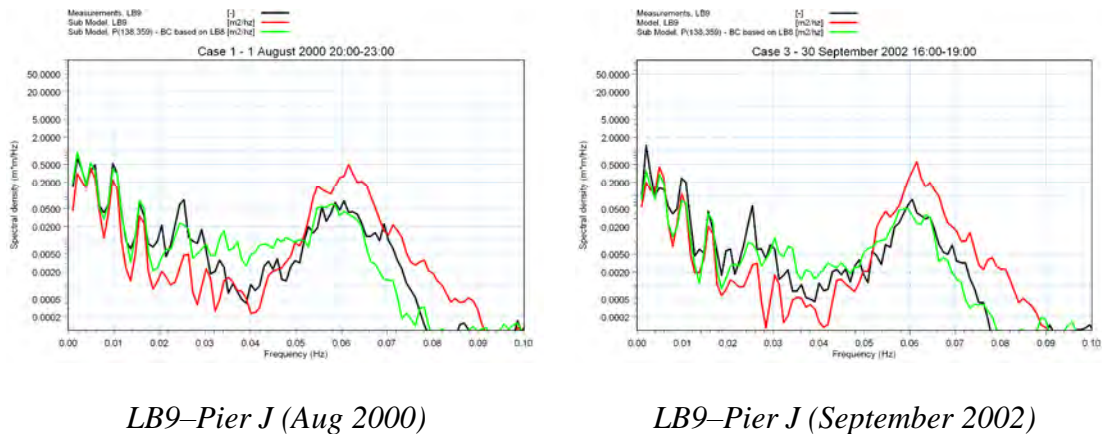 Measurements, LB9 [-]
Sub Model, LB9 [m2/hz]
Sub Model, P(138,359) - BC based on LB8 [m2/hz]
Case 1 - 1 August 2000 20:00-23:00
Spectral density (m*m/Hz)
50.0000
20.0000
5.0000
2.0000
0.5000
0.2000
0.0500
0.0200
0.0050
0.0020
0.0005
0.0002
0.00 0.01 0.02 0.03 0.04 0.05 0.06 0.07 0.08 0.09 0.10
Frequency (Hz)
LB9–Pier J (Aug 2000)
Measurements, LB9 [-]
Model, LB9 [m2/hz]
Sub Model, P(138,359) - BC based on LB8 [m2/hz]
Case 3 - 30 September 2002 16:00-19:00
Spectral density (m*m/Hz)
50.0000
20.0000
5.0000
2.0000
0.5000
0.2000
0.0500
0.0200
0.0050
0.0020
0.0005
0.0002
0.00 0.01 0.02 0.03 0.04 0.05 0.06 0.07 0.08 0.09 0.10
Frequency (Hz)
LB9–Pier J (September 2002)